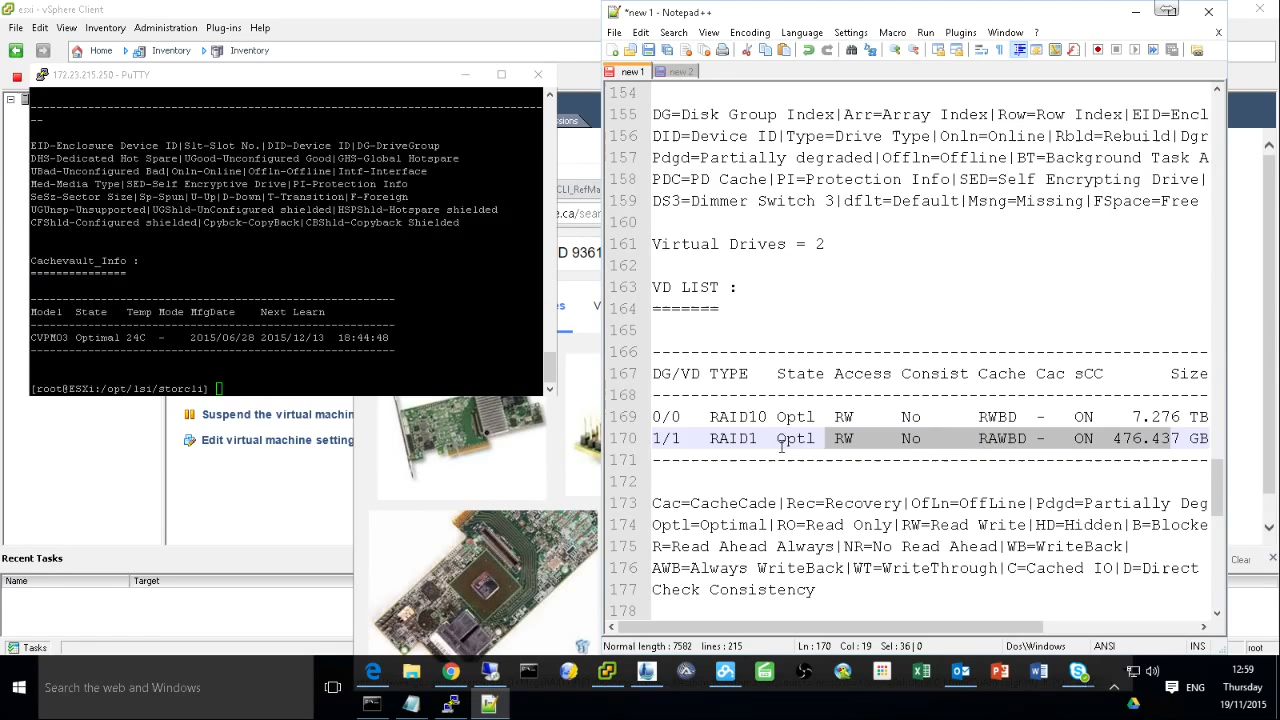 esxi - vSphere Client
File Edit View Inventory Administration Plug-ins Help
Home Inventory Inventory
172.23.215.250 - PuTTY
--------------------------------------------------------------------------------
--
EID-Enclosure Device ID|Slt-Slot No.|DID-Device ID|DG-DriveGroup
DHS-Dedicated Hot Spare|UGood-Unconfigured Good|GHS-Global Hotspare
UBad-Unconfigured Bad|Onln-Online|Offln-Offline|Intf-Interface
Med-Media Type|SED-Self Encryptive Drive|PI-Protection Info
SeSz-Sector Size|Sp-Spun|U-Up|D-Down|T-Transition|F-Foreign
UGUnsp-Unsupported|UGShld-UnConfigured shielded|HSPShld-Hotspare shielded
CFShld-Configured shielded|Cpybck-CopyBack|CBShld-Copyback Shielded
Cachevault_Info :
===============
---------------------------------------------------------
Model State Temp Mode MfgDate Next Learn
---------------------------------------------------------
CVPM03 Optimal 24C - 2015/06/28 2015/12/13 18:44:48
---------------------------------------------------------
[root@ESXi:/opt/lsi/storcli]
ssions
CLI_RefMa
e.ca/sear
D 9361
es V
Suspend the virtual machin
Edit virtual machine setting
Recent Tasks
Name Target
Clear
Tasks
root
*new 1 - Notepad++
File Edit Search View Encoding Language Settings Macro Run Plugins Window ? X
new 1 new 2
154
155 DG=Disk Group Index|Arr=Array Index|Row=Row Index|EID=Encl
156 DID=Device ID|Type=Drive Type|Onln=Online|Rbld=Rebuild|Dgr
157 Pdgd=Partially degraded|Offln=Offline|BT=Background Task A
158 PDC=PD Cache|PI=Protection Info|SED=Self Encrypting Drive|
159 DS3=Dimmer Switch 3|dflt=Default|Msng=Missing|FSpace=Free
160
161 Virtual Drives = 2
162
163 VD LIST :
164 =======
165
166 ----------------------------------------------------------
167 DG/VD TYPE State Access Consist Cache Cac sCC Size
168 ----------------------------------------------------------
169 0/0 RAID10 Optl RW No RWBD - ON 7.276 TB
170 1/1 RAID1 Optl RW No RAWBD - ON 476.437 GB
171 ----------------------------------------------------------
172
173 Cac=CacheCade|Rec=Recovery|OfLn=OffLine|Pdgd=Partially Deg
174 Optl=Optimal|RO=Read Only|RW=Read Write|HD=Hidden|B=Blocke
175 R=Read Ahead Always|NR=No Read Ahead|WB=WriteBack|
176 AWB=Always WriteBack|WT=WriteThrough|C=Cached IO|D=Direct
177 Check Consistency
178
Normal length : 7582 lines : 215 Ln : 170 Col : 19 Sel : 36 | 0 Dos\Windows ANSI INS
Search the web and Windows
ENG
12:59
Thursday
19/11/2015